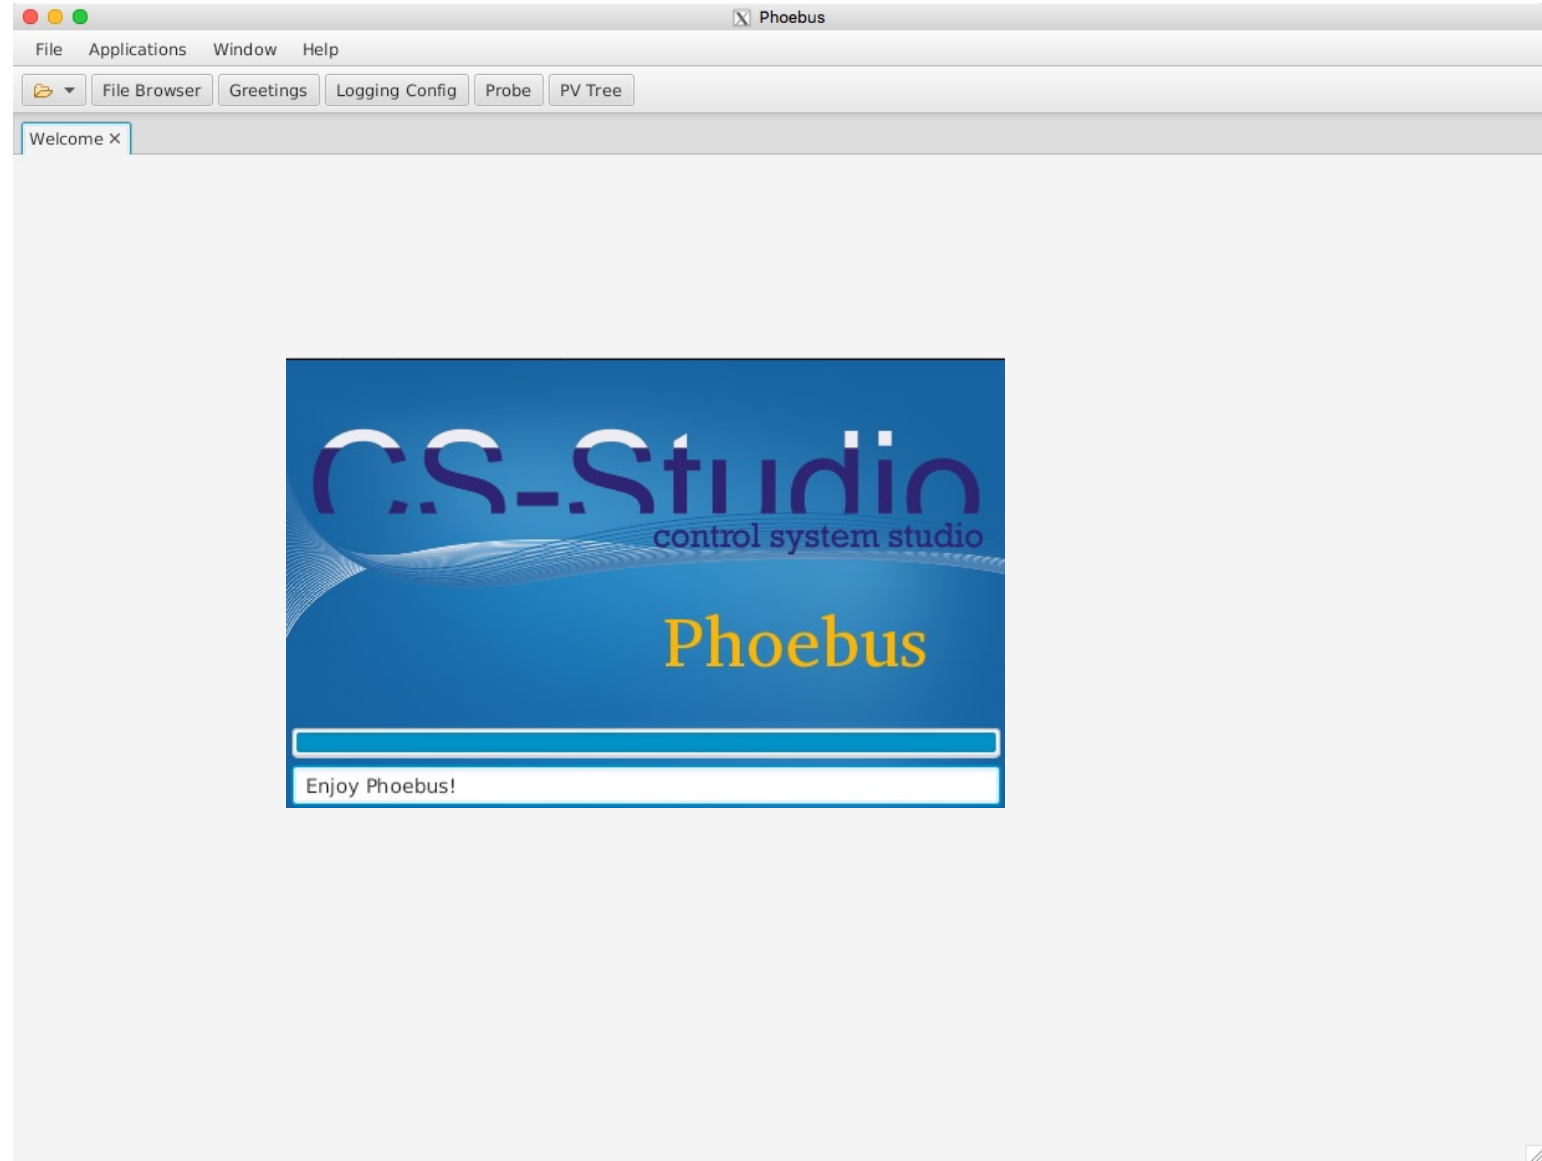 Phoebus
File Applications Window Help
File Browser Greetings Logging Config Probe PV Tree
Welcome
CS-Studio
control system studio
Phoebus
Enjoy Phoebus!